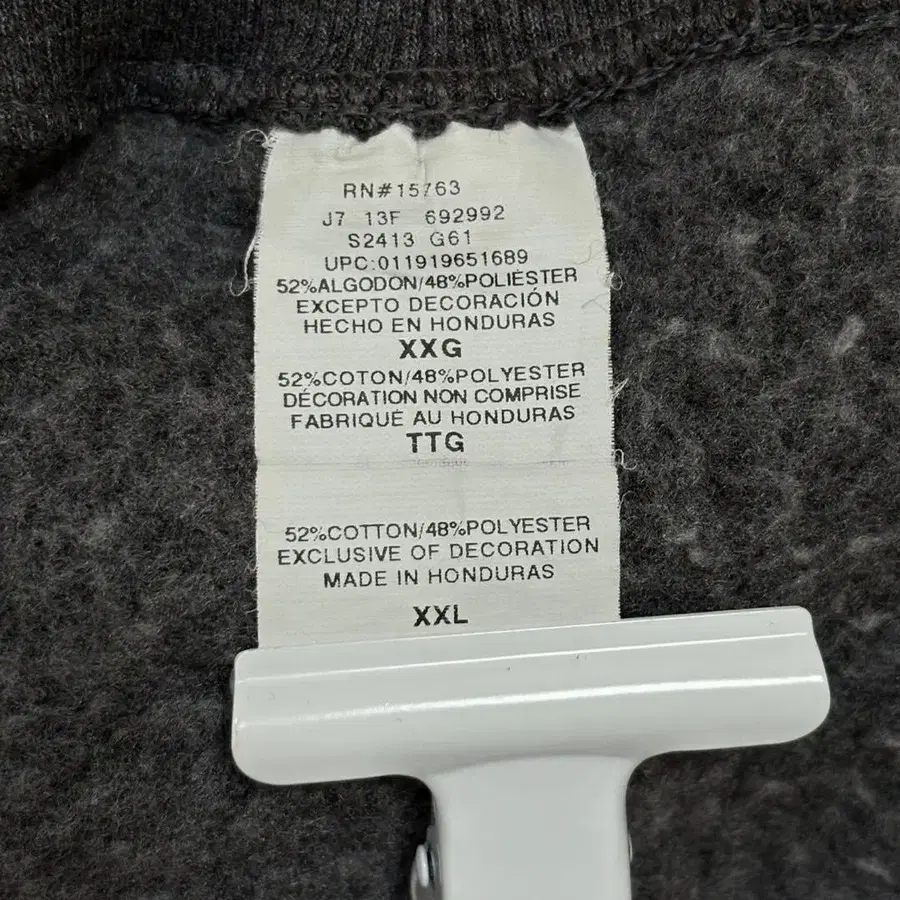 RN#15763
J7 13F 692992
S2413 G61
UPC:011919651689
52%ALGODON/48%POLIÉSTER
EXCEPTO DECORACIÓN
HECHO EN HONDURAS
XXG
52%COTON/48%POLYESTER
DÉCORATION NON COMPRISE
FABRIQUÉ AU HONDURAS
TTG
52%COTTON/48%POLYESTER
EXCLUSIVE OF DECORATION
MADE IN HONDURAS
XXL